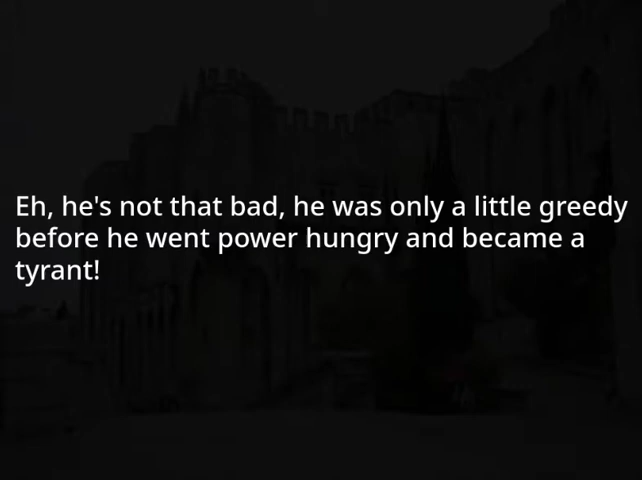 Eh, he's not that bad, he was only a little greedy
before he went power hungry and became a
tyrant!